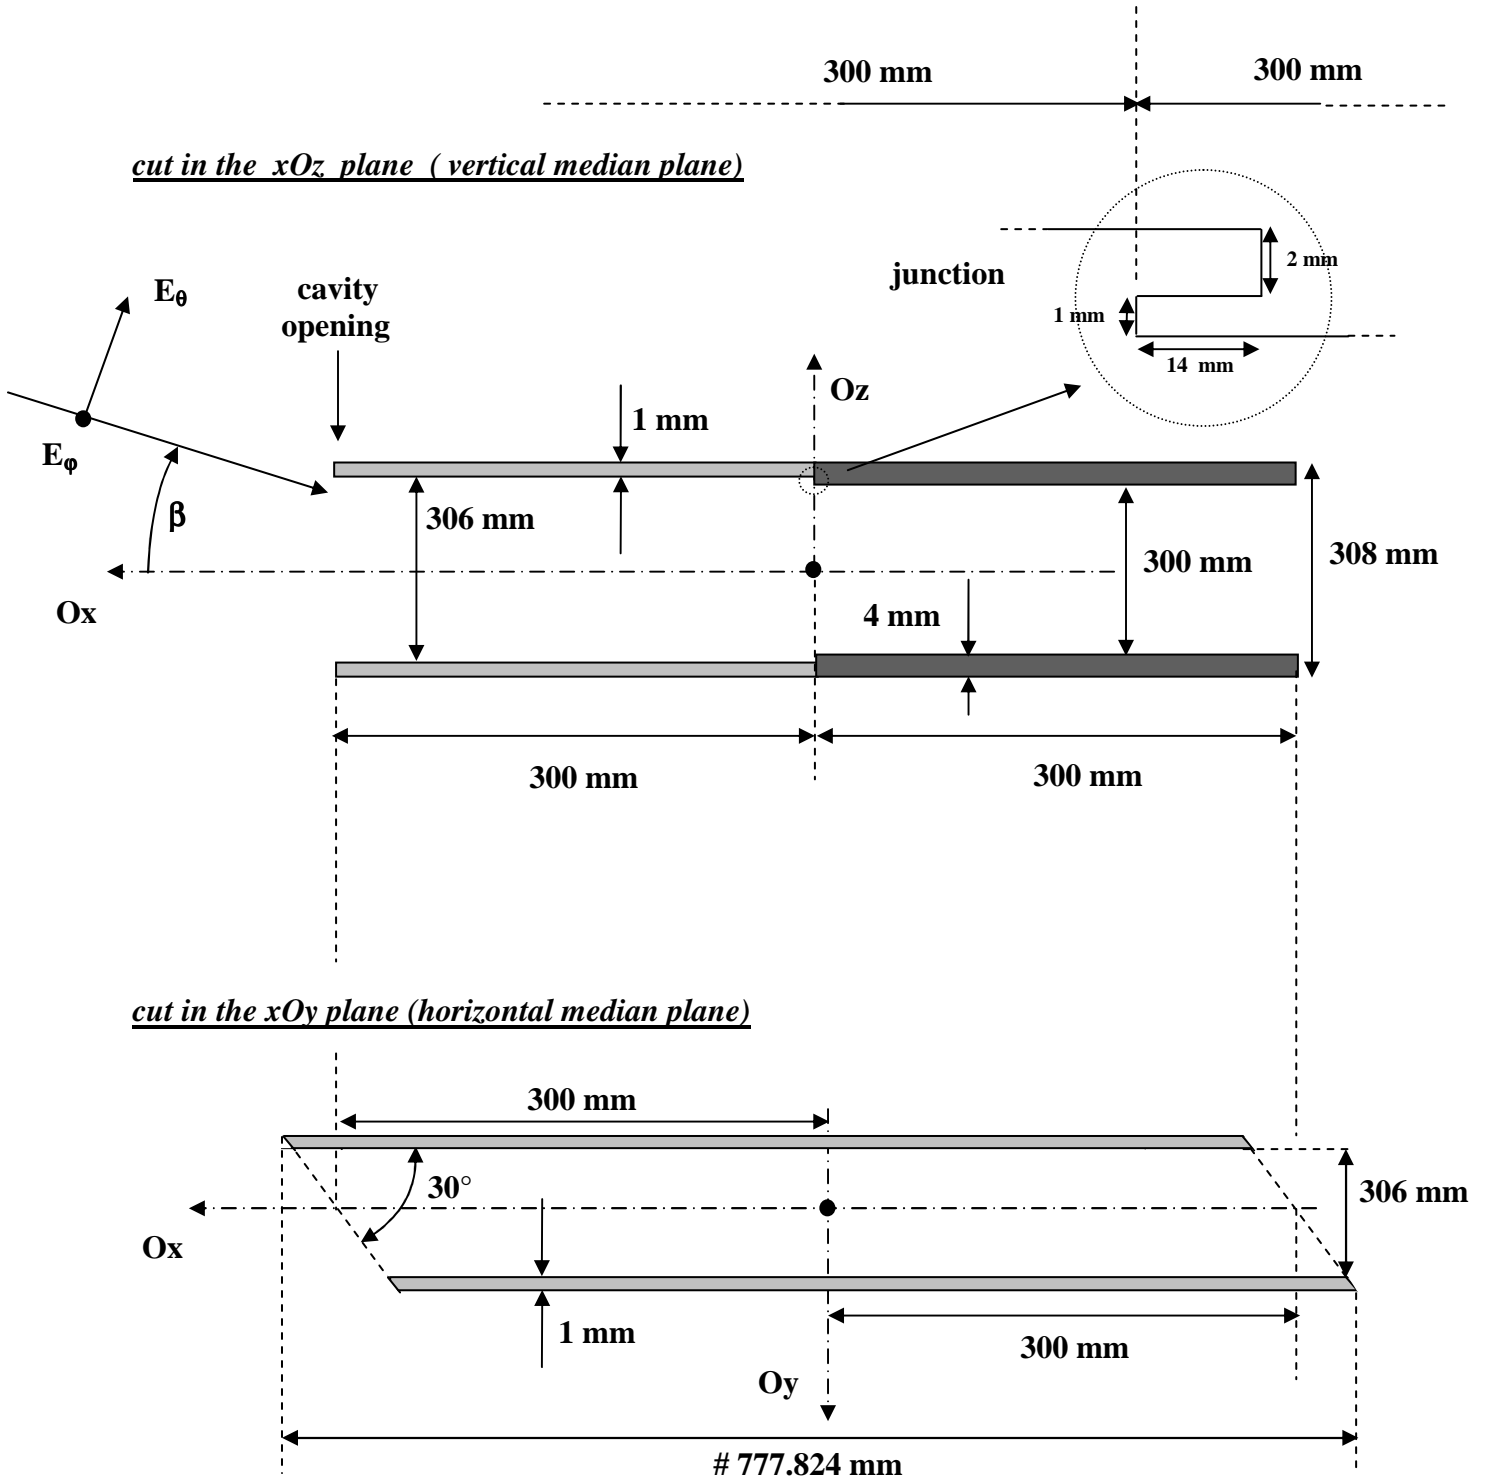 300 mm 300 mm
cut in the xOz plane ( vertical median plane)
junction
2 mm
1 mm
14 mm
Eθ
cavity
opening
Eφ
β
Oz
1 mm
306 mm
300 mm
308 mm
Ox
4 mm
300 mm 300 mm
cut in the xOy plane (horizontal median plane)
300 mm
30°
306 mm
Ox
1 mm
300 mm
Oy
# 777.824 mm